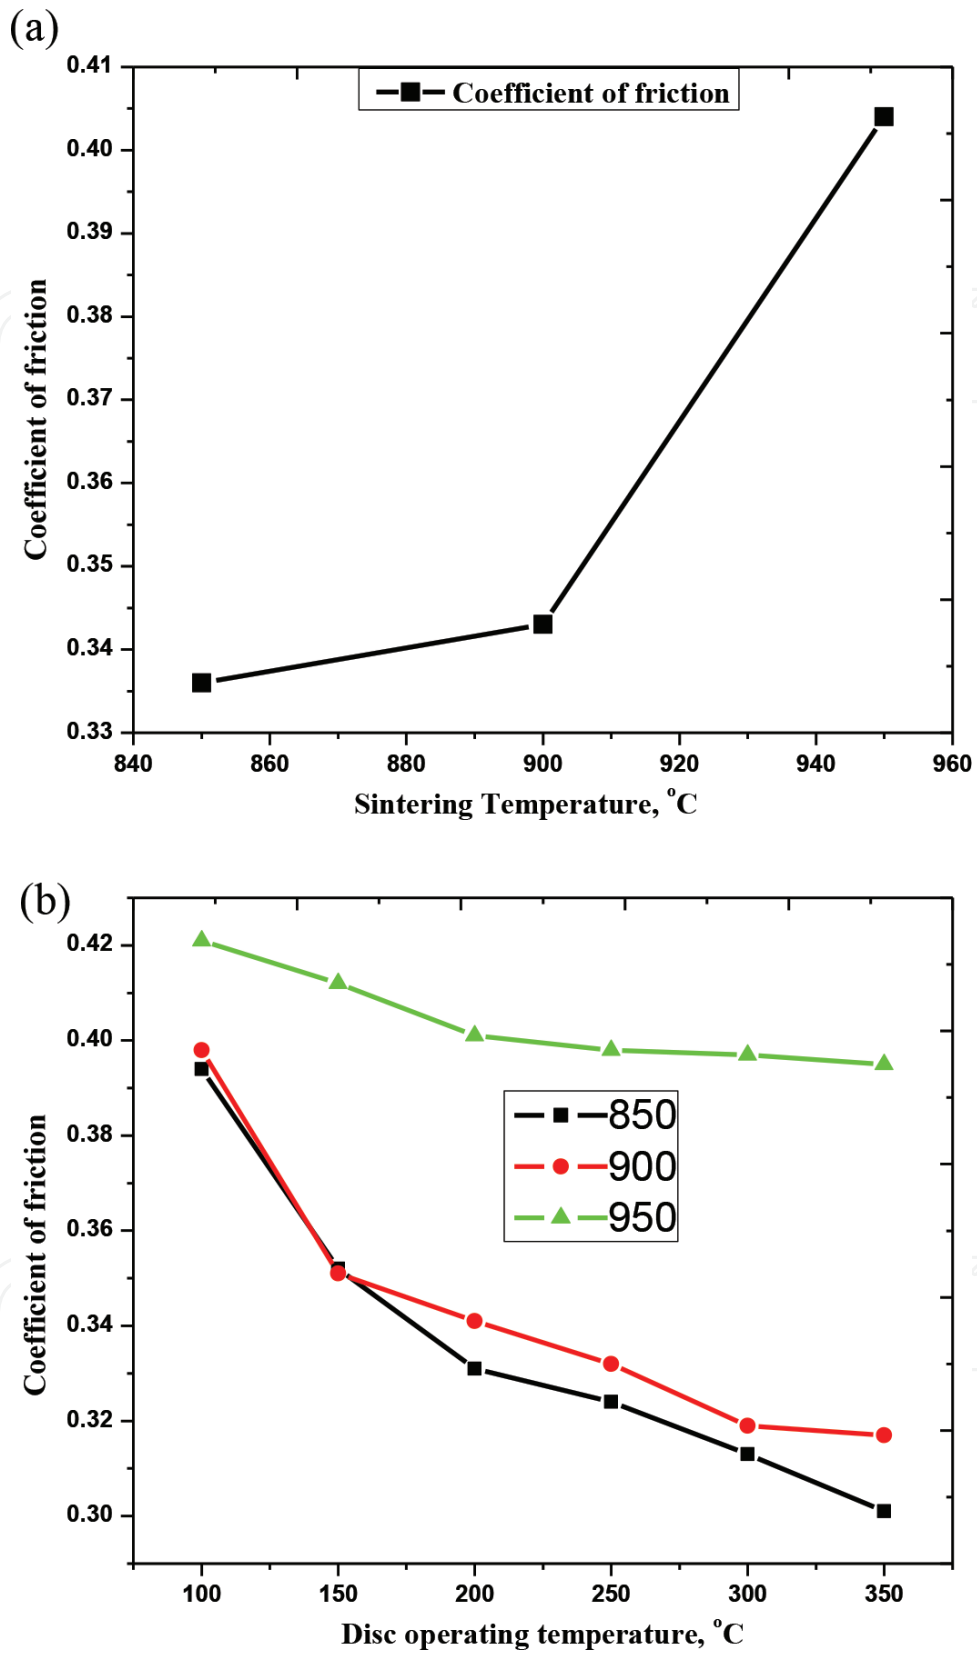 (a)
0.41
Coefficient of friction
0.40
0.39
0.38
0.37
0.36
0.35
0.34
0.33
Coefficient of friction
840 860 880 900 920 940 960
Sintering Temperature, °C
(b)
0.42
0.40
0.38
0.36
0.34
0.32
0.30
Coefficient of friction
850
900
950
100 150 200 250 300 350
Disc operating temperature, °C